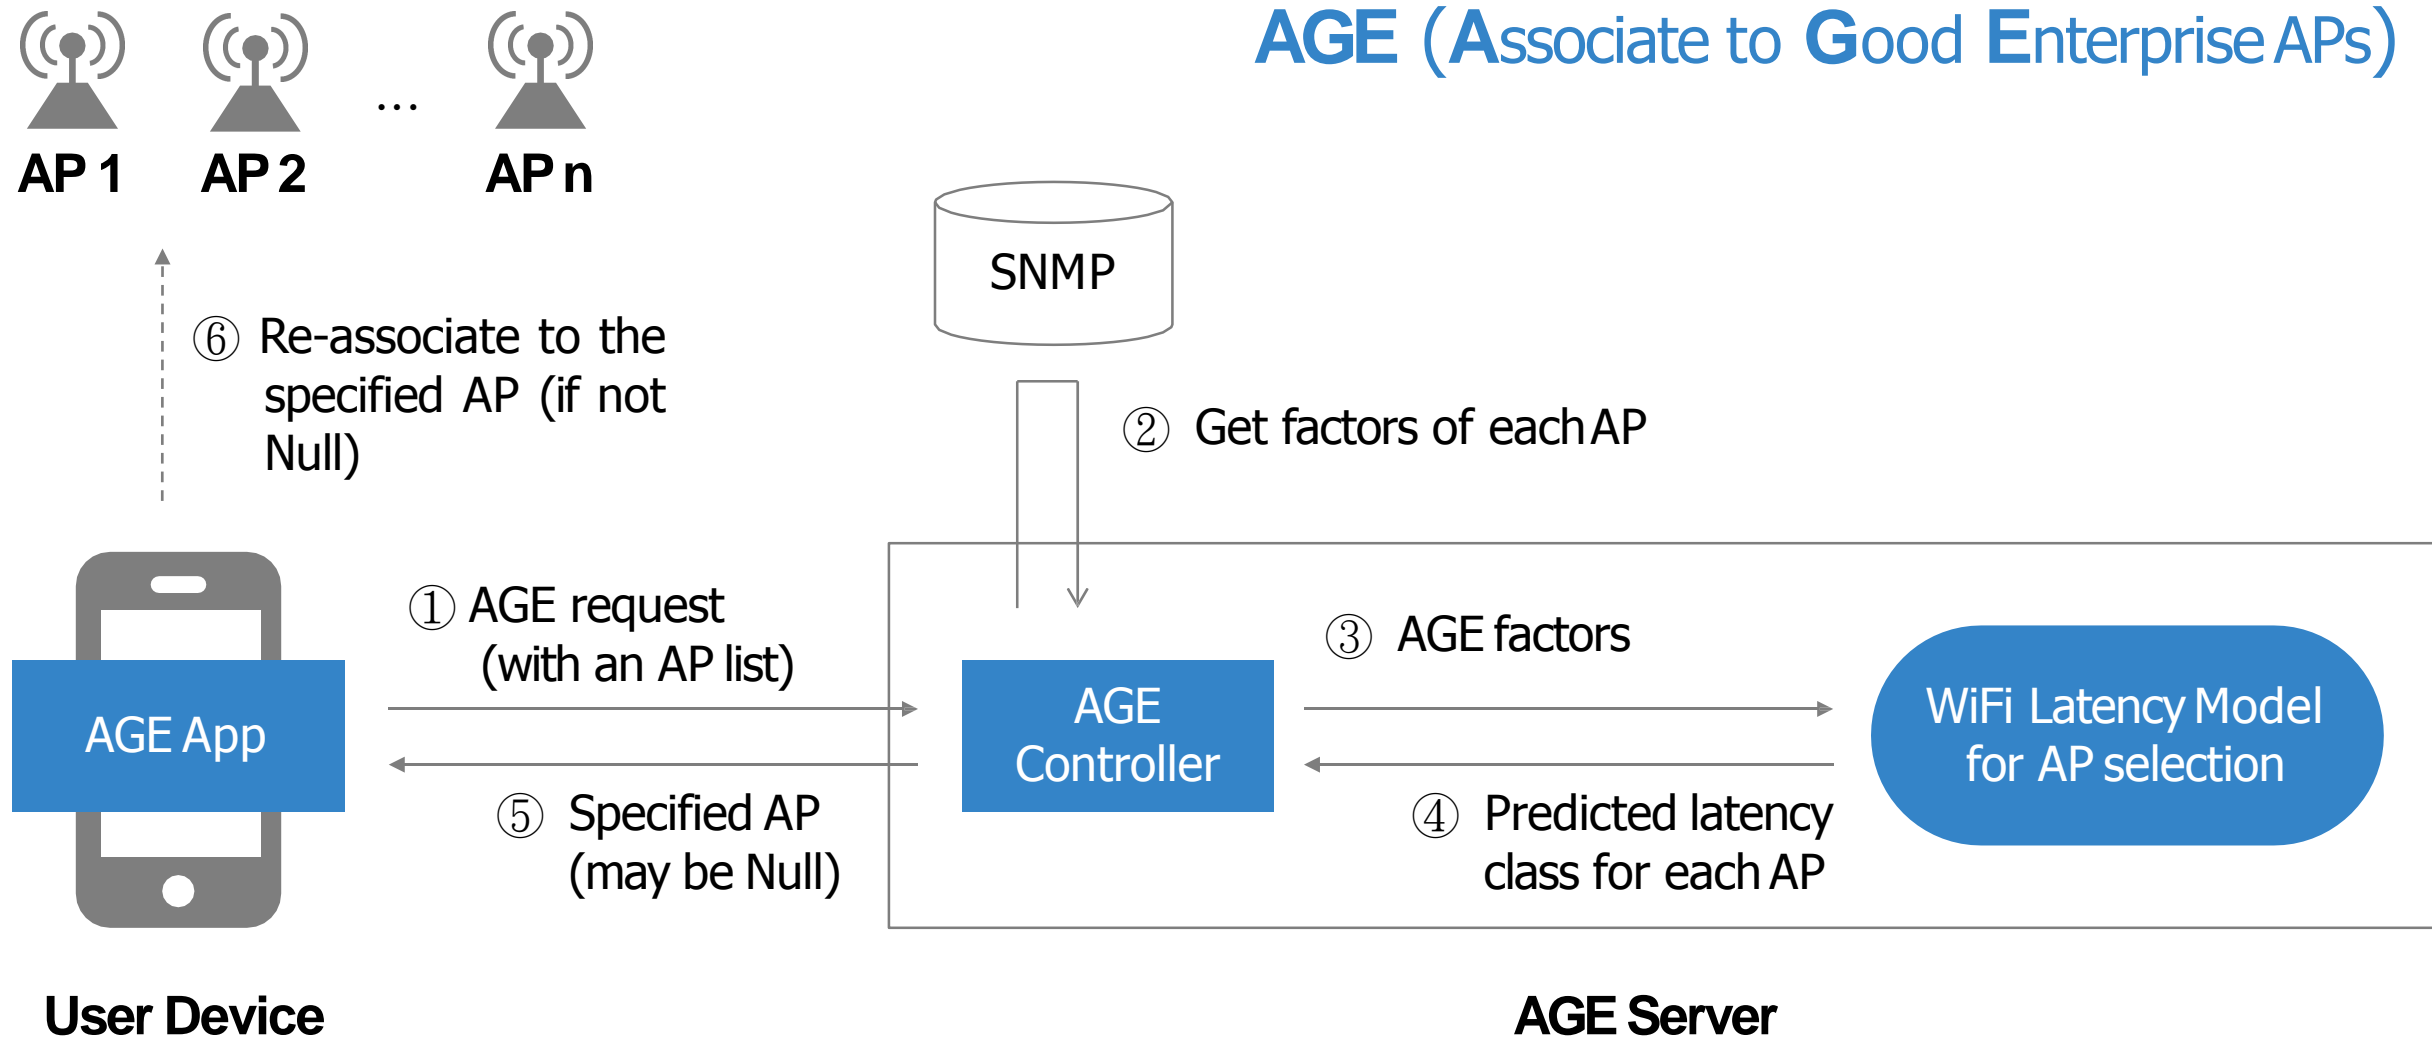 AGE (Associate to Good Enterprise APs)
AP 1
AP 2
...
AP n
SNMP
⑥ Re-associate to the
specified AP (if not
Null)
② Get factors of each AP
① AGE request
(with an AP list)
③ AGE factors
AGE App
AGE
Controller
WiFi Latency Model
for AP selection
⑤ Specified AP
(may be Null)
④ Predicted latency
class for each AP
User Device
AGE Server